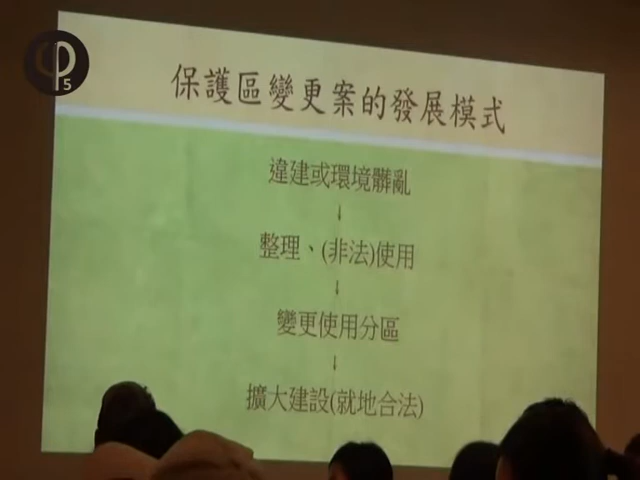 φ5
保護區變更案的發展模式
違建或環境髒亂
↓
整理、(非法)使用
↓
變更使用分區
↓
擴大建設(就地合法)